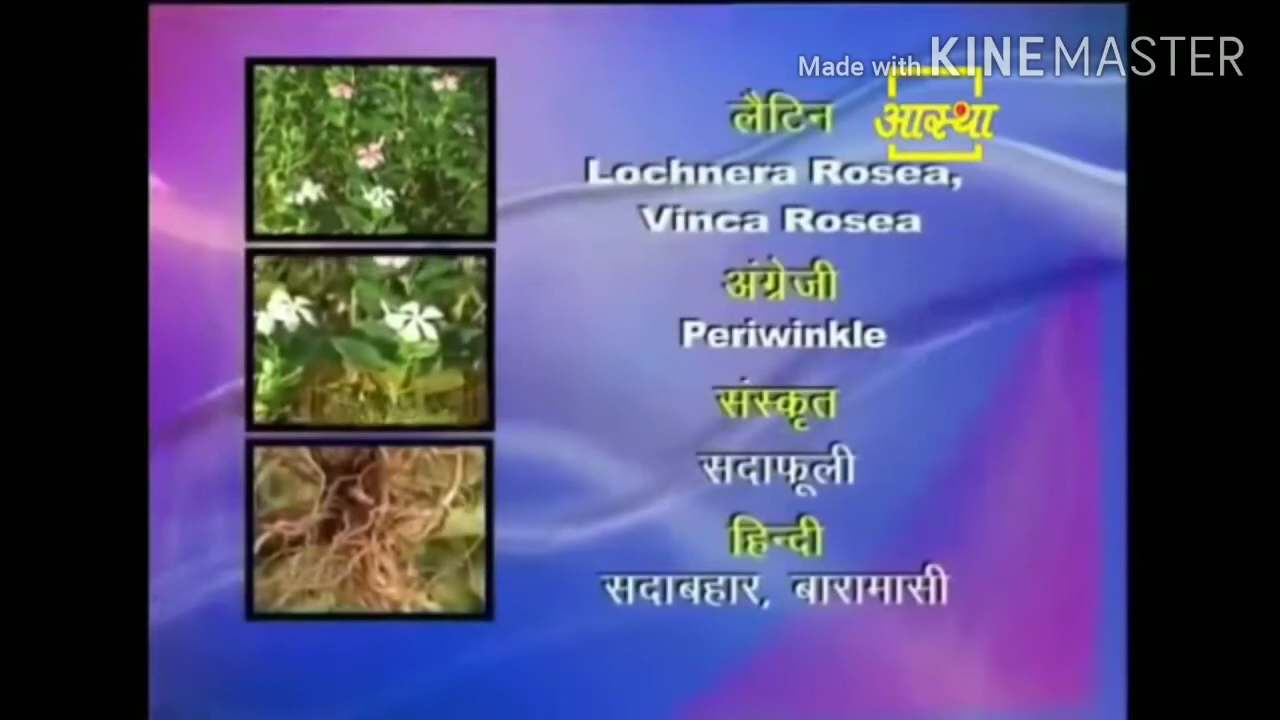 Made with KINEMASTER
आस्था
लैटिन
Lochnera Rosea,
Vinca Rosea
अंग्रेजी
Periwinkle
संस्कृत
सदाफूली
हिन्दी
सदाबहार, बारामासी